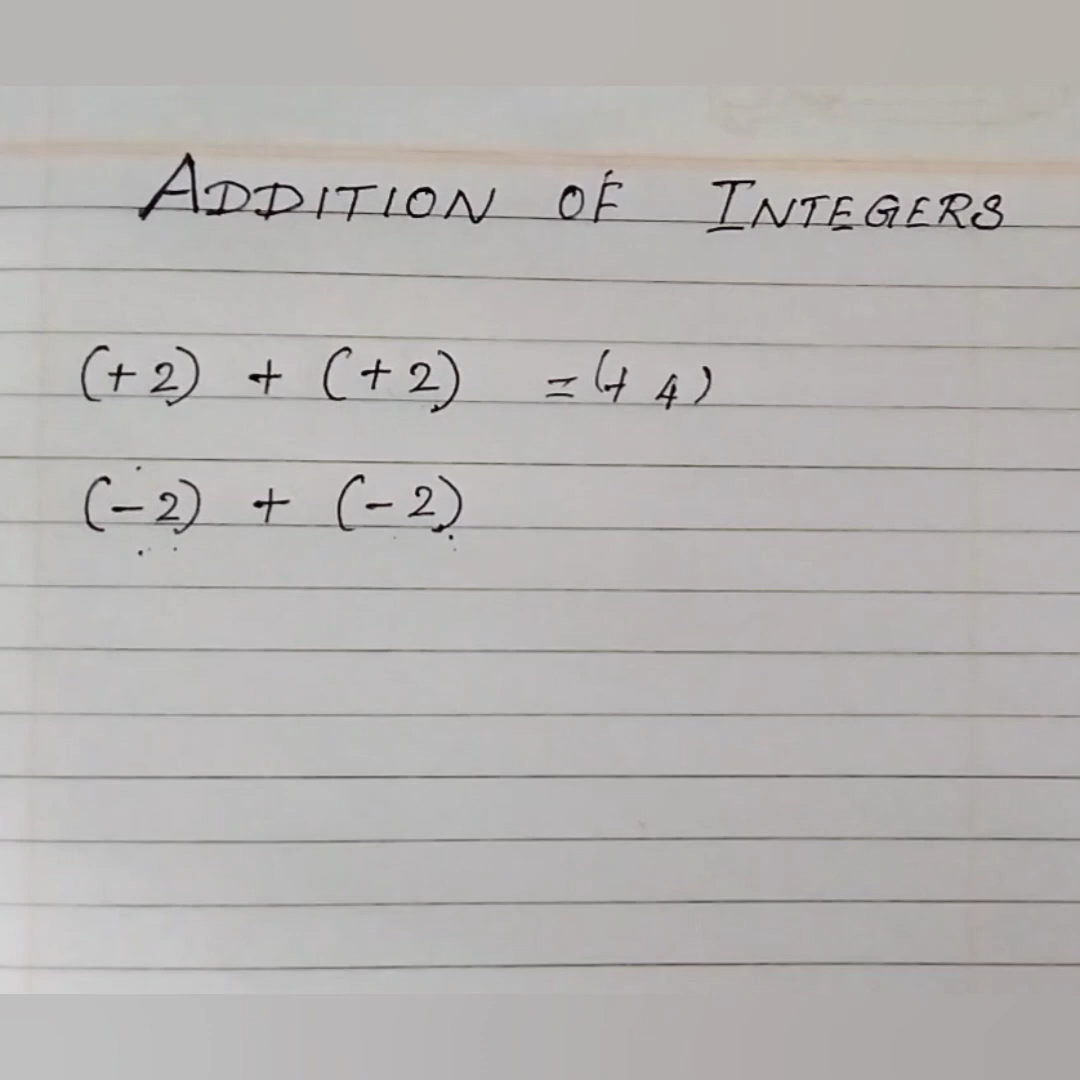 ADDITION OF INTEGERS
(+2) + (+2) = (+4)
(-2) + (-2)